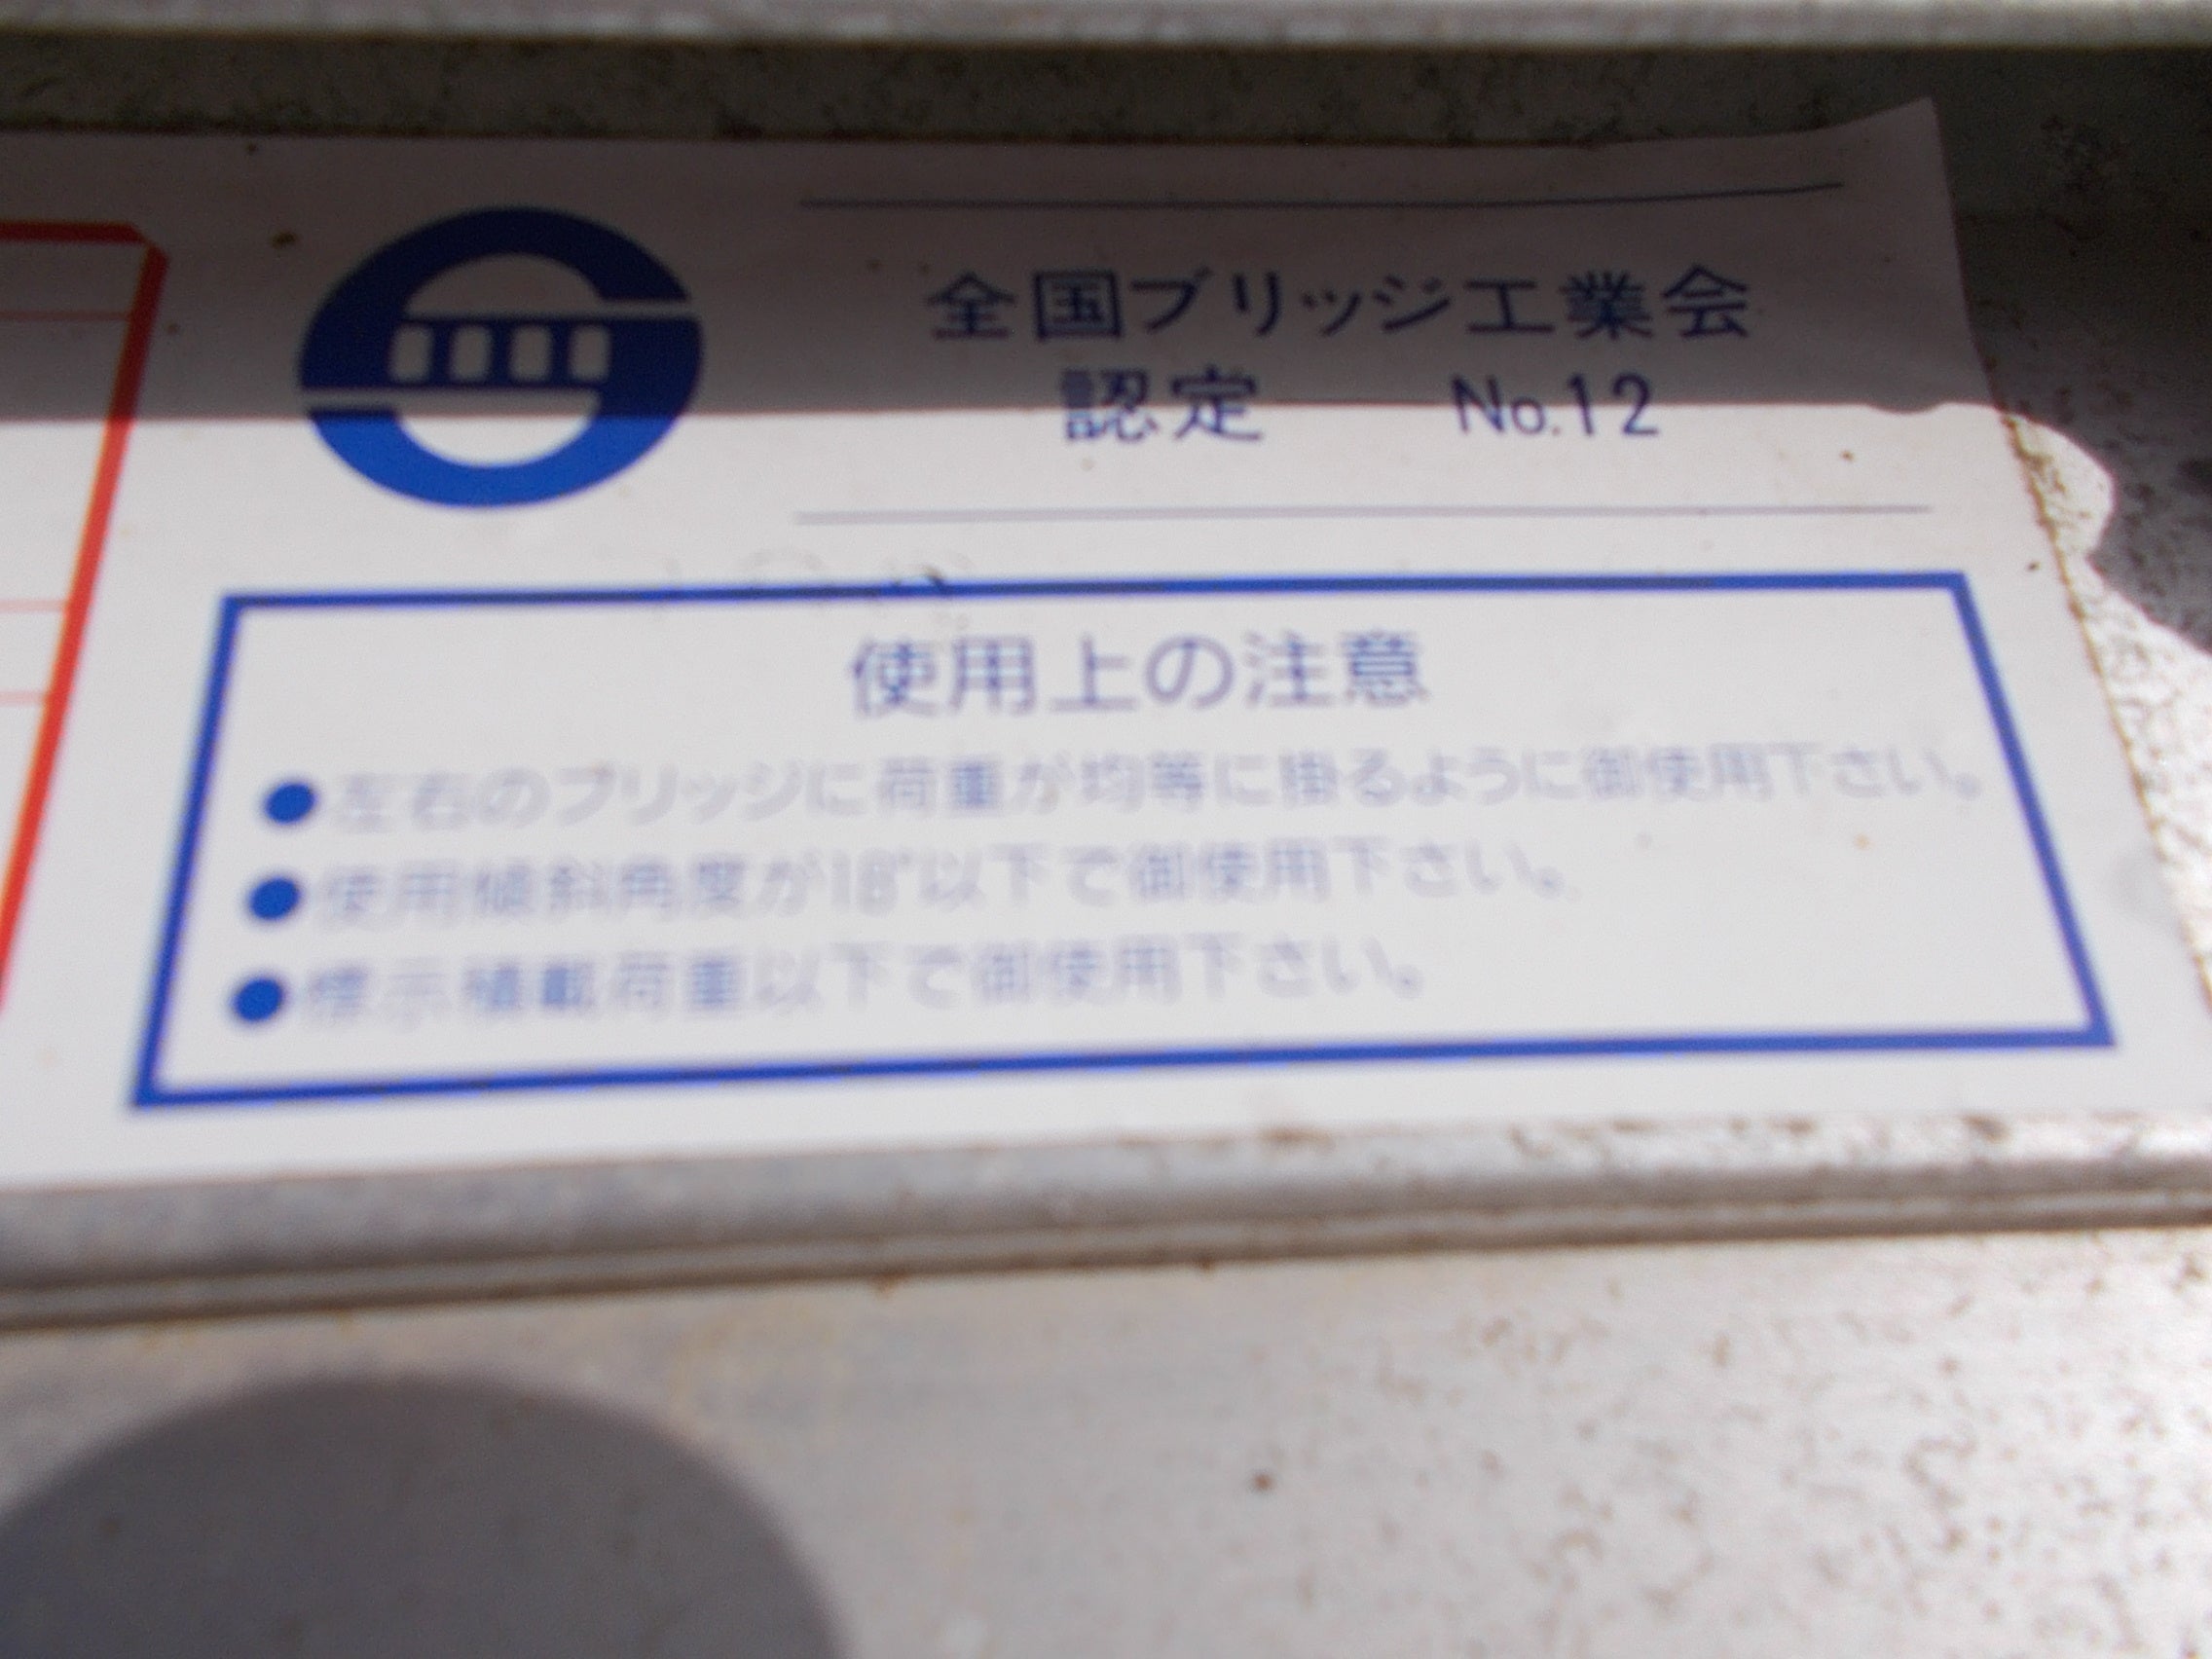 全国ブリッジ工業会
認定 No.12
使用上の注意
●左右のブリッジに荷重が均等に掛るように御使用下さい。
●使用傾斜角度が18°以下で御使用下さい。
●標示積載荷重以下で御使用下さい。